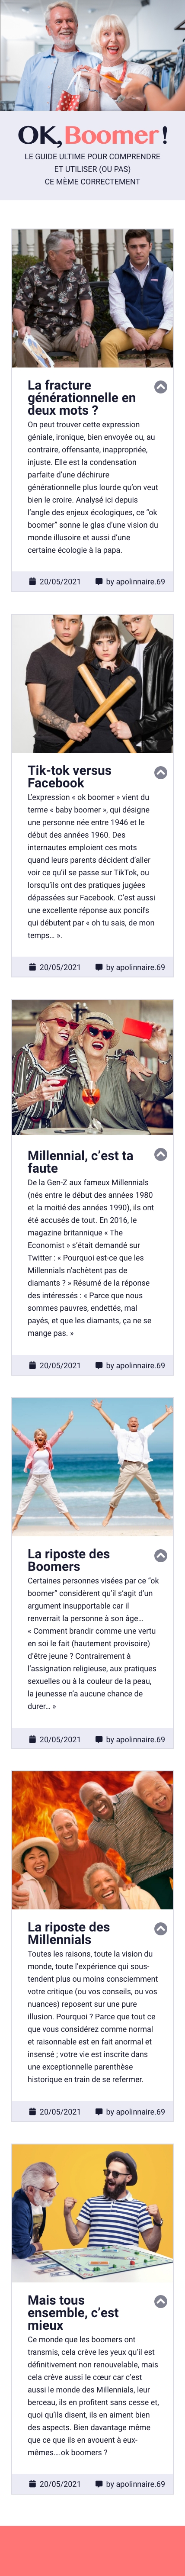 OK, Boomer !
LE GUIDE ULTIME POUR COMPRENDRE
ET UTILISER (OU PAS)
CE MÈME CORRECTEMENT
La fracture
générationnelle en
deux mots ?
On peut trouver cette expression
géniale, ironique, bien envoyée ou, au
contraire, offensante, inappropriée,
injuste. Elle est la condensation
parfaite d'une déchirure
générationnelle plus lourde qu'on veut
bien le croire. Analysé ici depuis
l'angle des enjeux écologiques, ce “ok
boomer” sonne le glas d'une vision du
monde illusoire et aussi d'une
certaine écologie à la papa.
20/05/2021 by apolinnaire.69
Tik-tok versus
Facebook
L'expression « ok boomer » vient du
terme « baby boomer », qui désigne
une personne née entre 1946 et le
début des années 1960. Des
internautes emploient ces mots
quand leurs parents décident d'aller
voir ce qu'il se passe sur TikTok, ou
lorsqu'ils ont des pratiques jugées
dépassées sur Facebook. C'est aussi
une excellente réponse aux poncifs
qui débutent par « oh tu sais, de mon
temps... ».
20/05/2021 by apolinnaire.69
Millennial, c'est ta
faute
De la Gen-Z aux fameux Millennials
(nés entre le début des années 1980
et la moitié des années 1990), ils ont
été accusés de tout. En 2016, le
magazine britannique « The
Economist » s'était demandé sur
Twitter : « Pourquoi est-ce que les
Millennials n'achètent pas de
diamants ? » Résumé de la réponse
des intéressés : « Parce que nous
sommes pauvres, endettés, mal
payés, et que les diamants, ça ne se
mange pas. »
20/05/2021 by apolinnaire.69
La riposte des
Boomers
Certaines personnes visées par ce “ok
boomer” considèrent qu'il s'agit d'un
argument insupportable car il
renverrait la personne à son âge...
« Comment brandir comme une vertu
en soi le fait (hautement provisoire)
d'être jeune ? Contrairement à
l'assignation religieuse, aux pratiques
sexuelles ou à la couleur de la peau,
la jeunesse n'a aucune chance de
durer... »
20/05/2021 by apolinnaire.69
La riposte des
Millennials
Toutes les raisons, toute la vision du
monde, toute l'expérience qui sous-
tendent plus ou moins consciemment
votre critique (ou vos conseils, ou vos
nuances) reposent sur une pure
illusion. Pourquoi ? Parce que tout ce
que vous considérez comme normal
et raisonnable est en fait anormal et
insensé ; votre vie est inscrite dans
une exceptionnelle parenthèse
historique en train de se refermer.
20/05/2021 by apolinnaire.69
Mais tous
ensemble, c'est
mieux
Ce monde que les boomers ont
transmis, cela crève les yeux qu'il est
définitivement non renouvelable, mais
cela crève aussi le cœur car c'est
aussi le monde des Millennials, leur
berceau, ils en profitent sans cesse et,
quoi qu'ils disent, ils en aiment bien
des aspects. Bien davantage même
que ce que ils en avouent à eux-
mêmes....ok boomers ?
20/05/2021 by apolinnaire.69